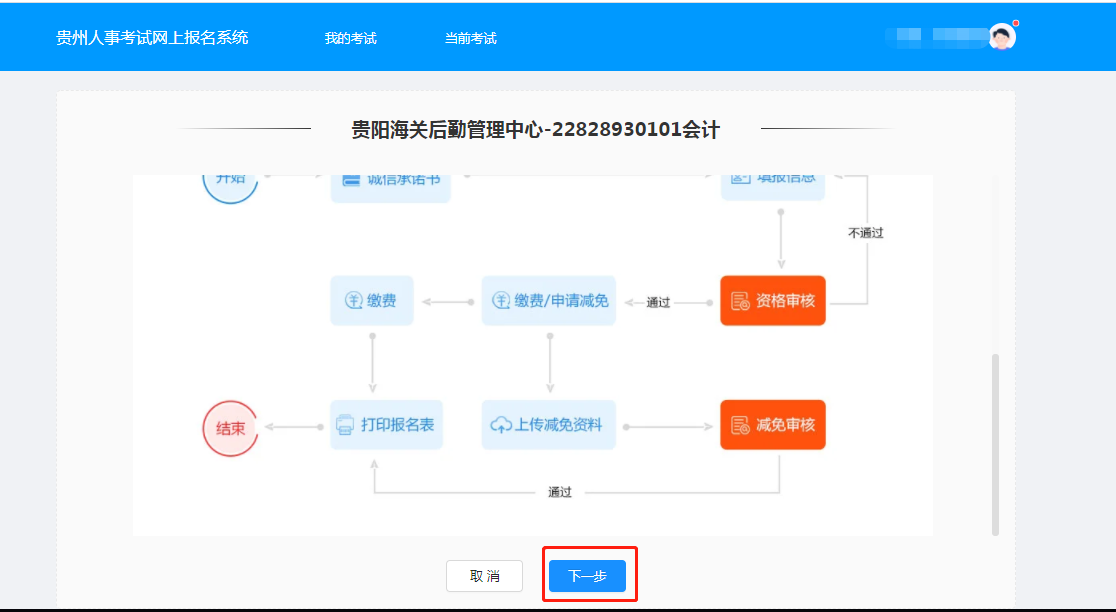 贵州人事考试网上报名系统
我的考试
当前考试
贵阳海关后勤管理中心-22828930101会计
开始
诚信承诺书
填报信息
不通过
缴费
缴费/申请减免
通过
资格审核
结束
打印报名表
上传减免资料
减免审核
通过
取 消
下一步